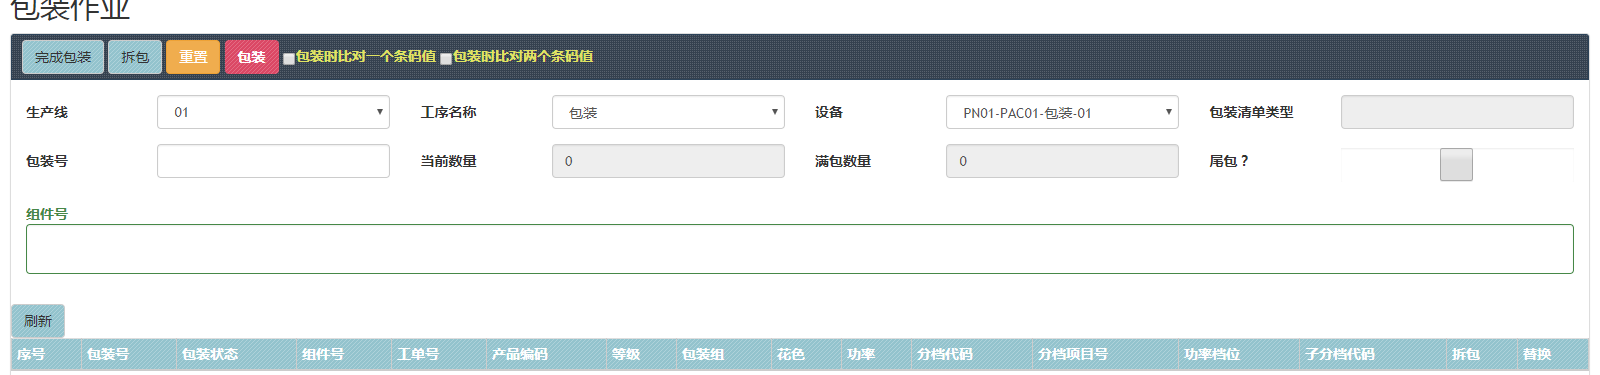 包装作业
完成包装 拆包 重置 包装 包装时比对一个条码值 包装时比对两个条码值
生产线 01 工序名称 包装 设备 PN01-PAC01-包装-01 包装清单类型
包装号 当前数量 0 满包数量 0 尾包？
组件号
刷新
序号 包装号 包装状态 组件号 工单号 产品编码 等级 包装组 花色 功率 分档代码 分档项目号 功率档位 子分档代码 拆包 替换